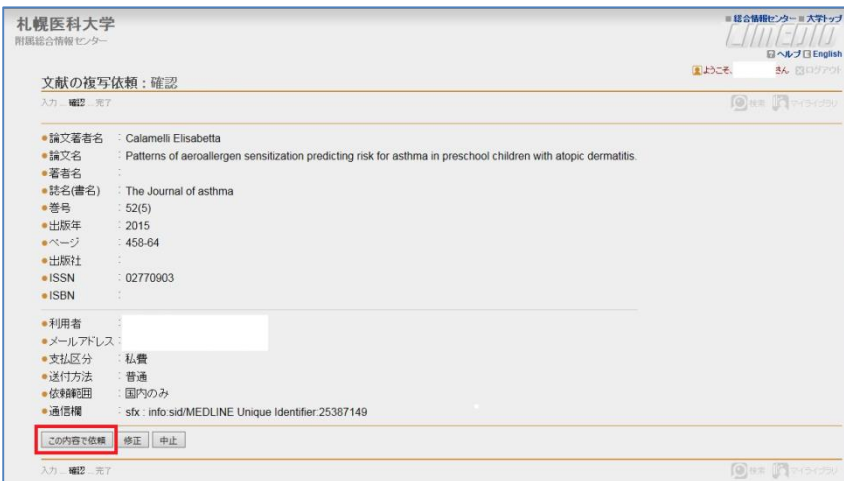 札幌医科大学
附属総合情報センター
総合情報センター 大学トップ
Limedio
ヘルプ English
ようこそ、 さん ログアウト
文献の複写依頼：確認
入力 ... 確認 ... 完了
検索 マイライブラリ
論文著者名 : Calamelli Elisabetta
論文名 : Patterns of aeroallergen sensitization predicting risk for asthma in preschool children with atopic dermatitis.
著者名 :
誌名(書名) : The Journal of asthma
巻号 : 52(5)
出版年 : 2015
ページ : 458-64
出版社 :
ISSN : 02770903
ISBN :
利用者 :
メールアドレス :
支払区分 : 私費
送付方法 : 普通
依頼範囲 : 国内のみ
通信欄 : sfx : info:sid/MEDLINE Unique Identifier:25387149
この内容で依頼 修正 中止
入力 ... 確認 ... 完了
検索 マイライブラリ